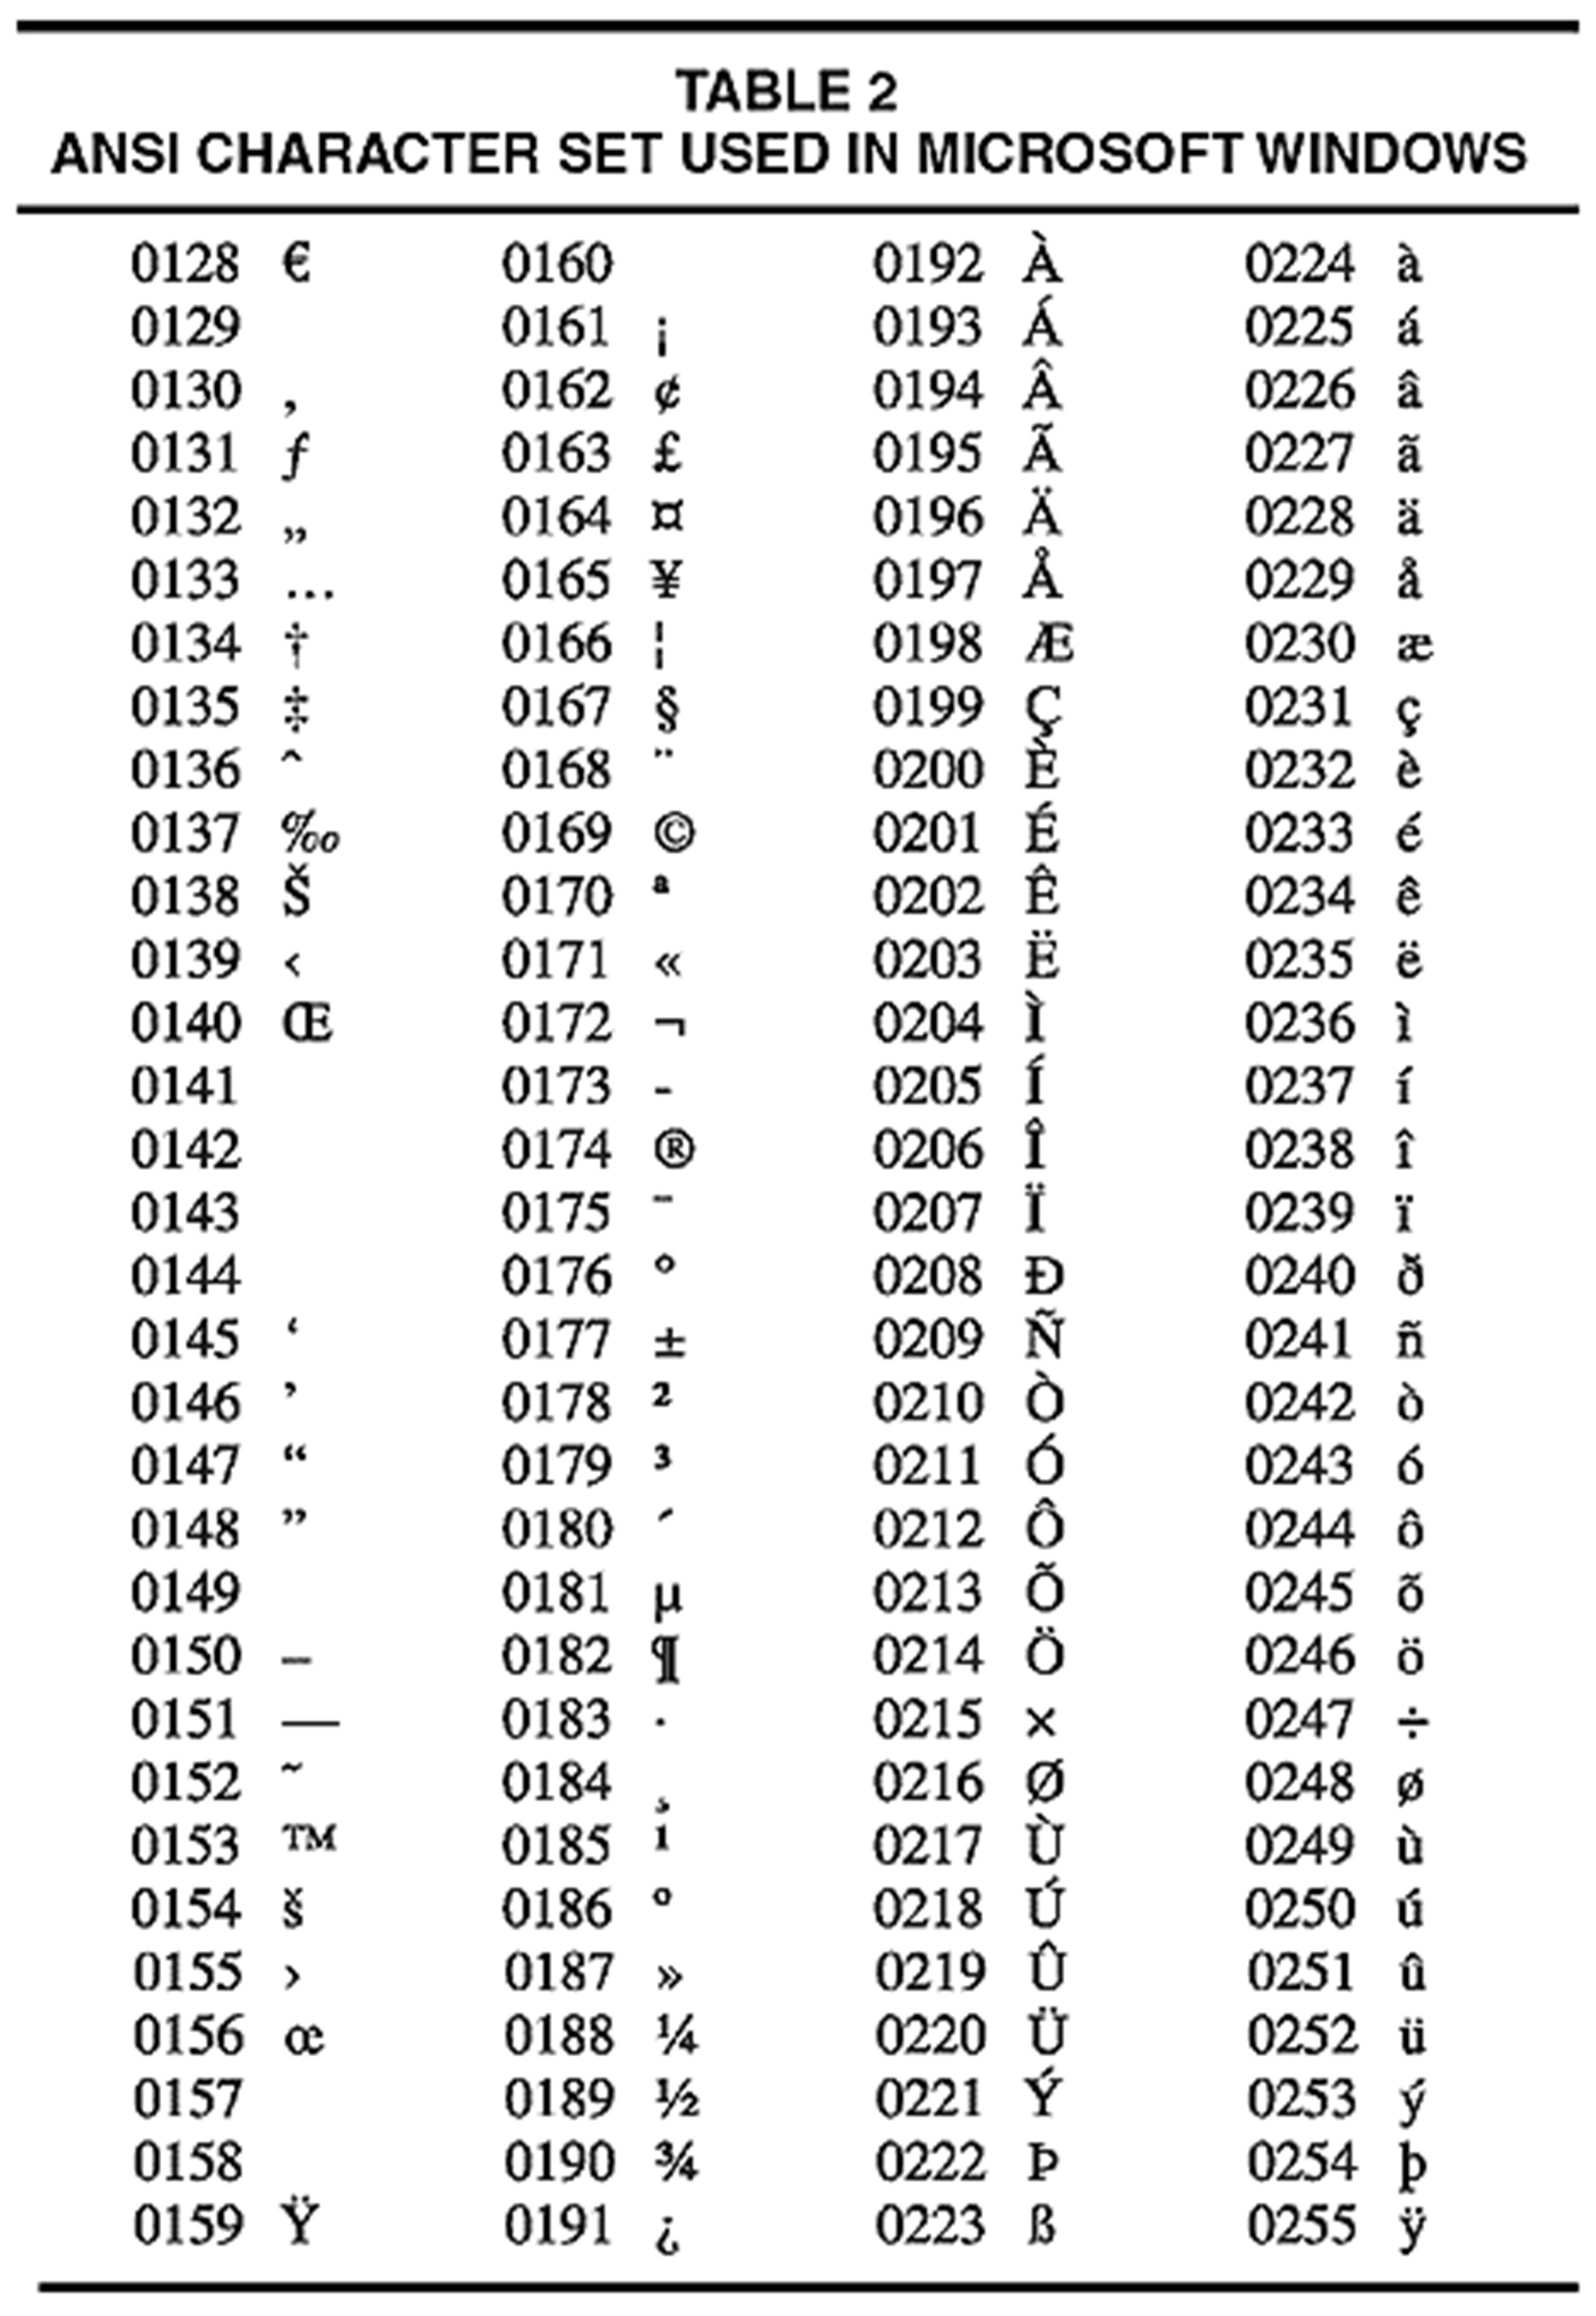 TABLE 2
ANSI CHARACTER SET USED IN MICROSOFT WINDOWS
0128 € 0160 0192 À 0224 à
0129 0161 ¡ 0193 Á 0225 á
0130 ‚ 0162 ¢ 0194 Â 0226 â
0131 ƒ 0163 £ 0195 Ã 0227 ã
0132 „ 0164 ¤ 0196 Ä 0228 ä
0133 … 0165 ¥ 0197 Å 0229 å
0134 † 0166 ¦ 0198 Æ 0230 æ
0135 ‡ 0167 § 0199 Ç 0231 ç
0136 ˆ 0168 ¨ 0200 È 0232 è
0137 ‰ 0169 © 0201 É 0233 é
0138 Š 0170 ª 0202 Ê 0234 ê
0139 ‹ 0171 « 0203 Ë 0235 ë
0140 Œ 0172 ¬ 0204 Ì 0236 ì
0141 0173 - 0205 Í 0237 í
0142 0174 ® 0206 Î 0238 î
0143 0175 ¯ 0207 Ï 0239 ï
0144 0176 ° 0208 Ð 0240 ð
0145 ‘ 0177 ± 0209 Ñ 0241 ñ
0146 ’ 0178 ² 0210 Ò 0242 ò
0147 “ 0179 ³ 0211 Ó 0243 ó
0148 ” 0180 ´ 0212 Ô 0244 ô
0149 0181 µ 0213 Õ 0245 õ
0150 – 0182 ¶ 0214 Ö 0246 ö
0151 — 0183 · 0215 × 0247 ÷
0152 ˜ 0184 ¸ 0216 Ø 0248 ø
0153 ™ 0185 ¹ 0217 Ù 0249 ù
0154 š 0186 º 0218 Ú 0250 ú
0155 › 0187 » 0219 Û 0251 û
0156 œ 0188 ¼ 0220 Ü 0252 ü
0157 0189 ½ 0221 Ý 0253 ý
0158 0190 ¾ 0222 Þ 0254 þ
0159 Ÿ 0191 ¿ 0223 ß 0255 ÿ